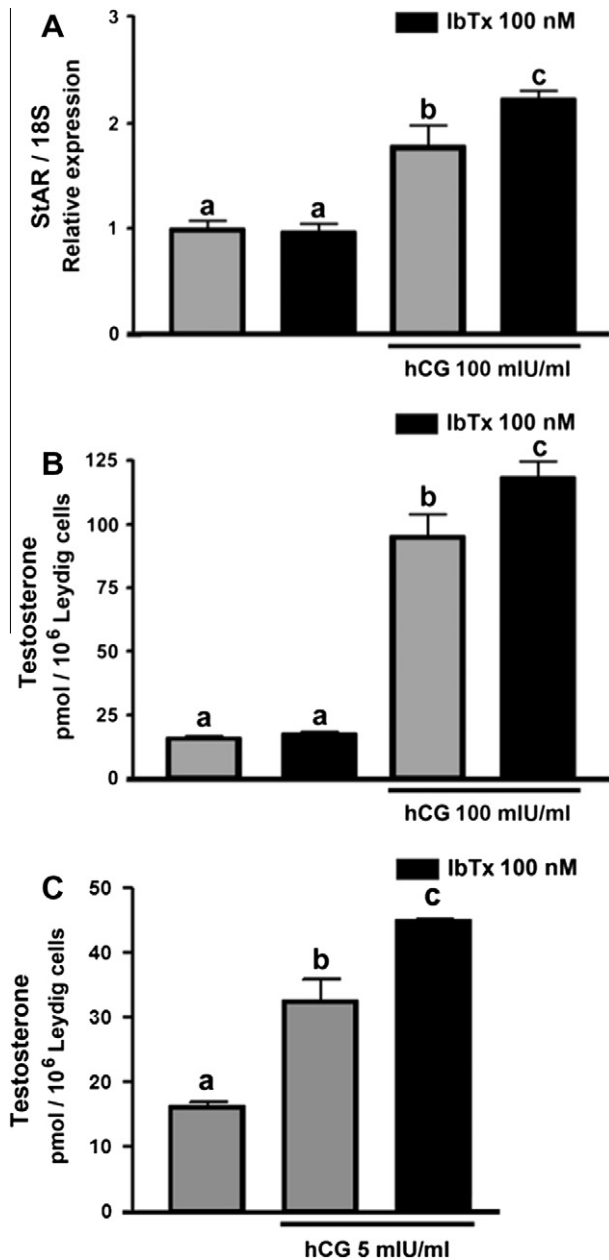 A
IbTx 100 nM
StAR / 18S
Relative expression
3
2
1
0
a
a
b
c
hCG 100 mIU/ml
B
IbTx 100 nM
Testosterone
pmol / 10⁶ Leydig cells
125
100
75
50
25
0
a
a
b
c
hCG 100 mIU/ml
C
IbTx 100 nM
Testosterone
pmol / 10⁶ Leydig cells
50
40
30
20
10
0
a
b
c
hCG 5 mIU/ml